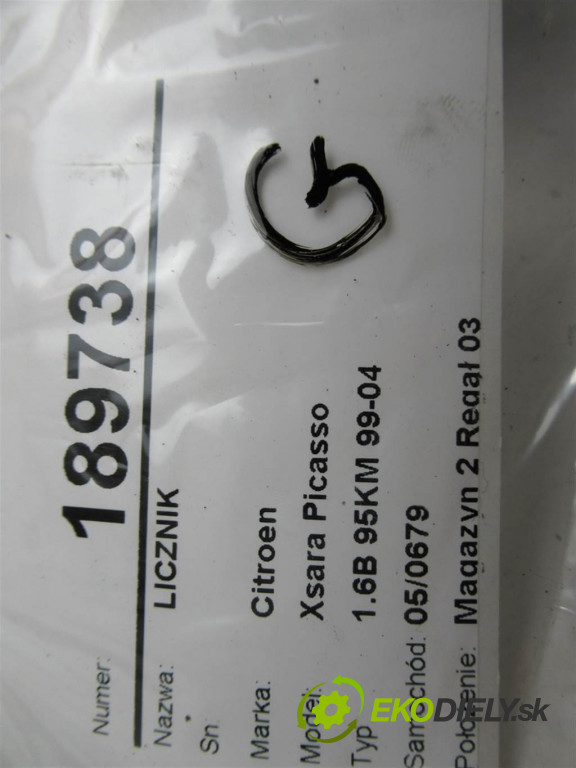 G
Numer: 189738
Nazwa: LICZNIK
Sn:
Marka: Citroen
Model: Xsara Picasso
Typ 1.6B 95KM 99-04
Samochód: 05/0679
Położenie: Magazyn 2 Regał 03
EKODIELY.sk